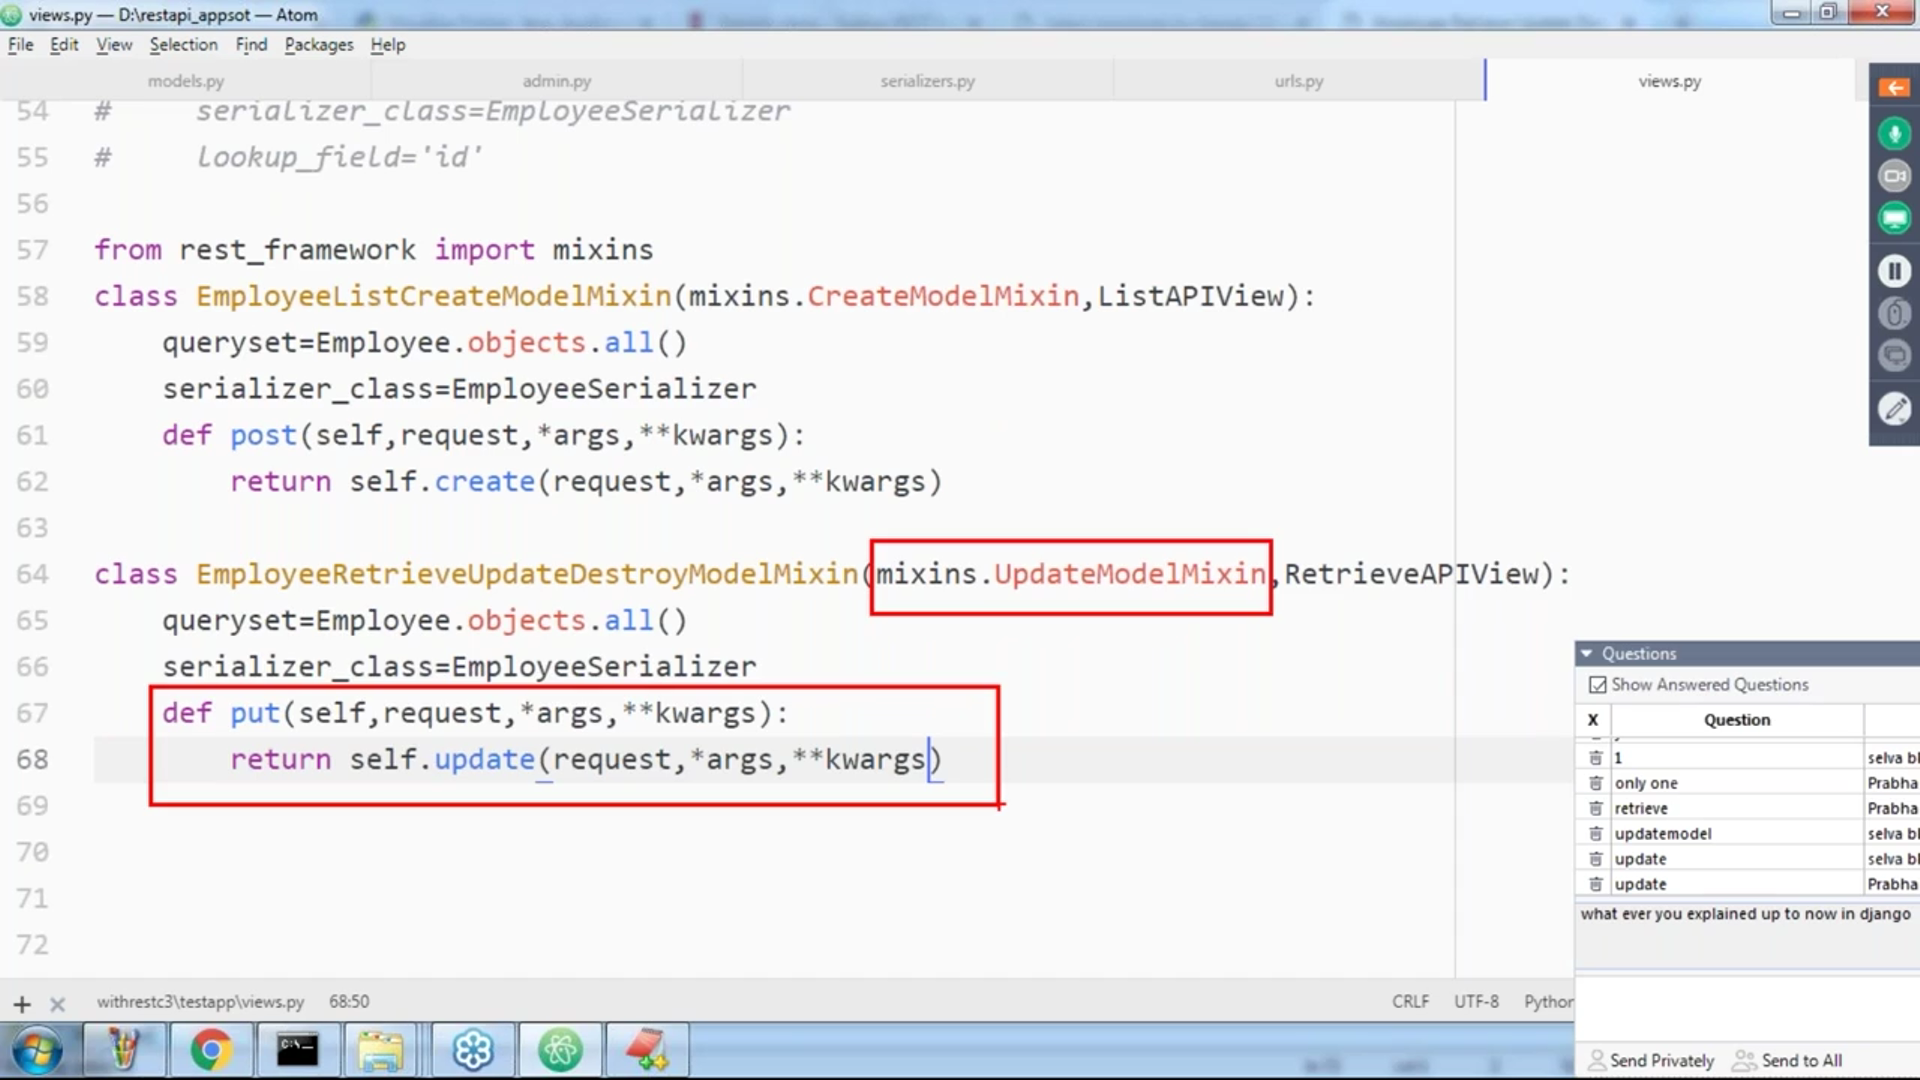 views.py — D:\restapi_appsot — Atom
File Edit View Selection Find Packages Help
models.py admin.py serializers.py urls.py views.py
54 # serializer_class=EmployeeSerializer
55 # lookup_field='id'
56
57 from rest_framework import mixins
58 class EmployeeListCreateModelMixin(mixins.CreateModelMixin,ListAPIView):
59 queryset=Employee.objects.all()
60 serializer_class=EmployeeSerializer
61 def post(self,request,*args,**kwargs):
62 return self.create(request,*args,**kwargs)
63
64 class EmployeeRetrieveUpdateDestroyModelMixin(mixins.UpdateModelMixin,RetrieveAPIView):
65 queryset=Employee.objects.all()
66 serializer_class=EmployeeSerializer
67 def put(self,request,*args,**kwargs):
68 return self.update(request,*args,**kwargs)
69
70
71
72
Questions
Show Answered Questions
X Question
1 selva bl
only one Prabha
retrieve Prabha
updatemodel selva bl
update selva bl
update Prabha
what ever you explained up to now in django
Send Privately Send to All
withrestc3\testapp\views.py 68:50 CRLF UTF-8 Python
C:\